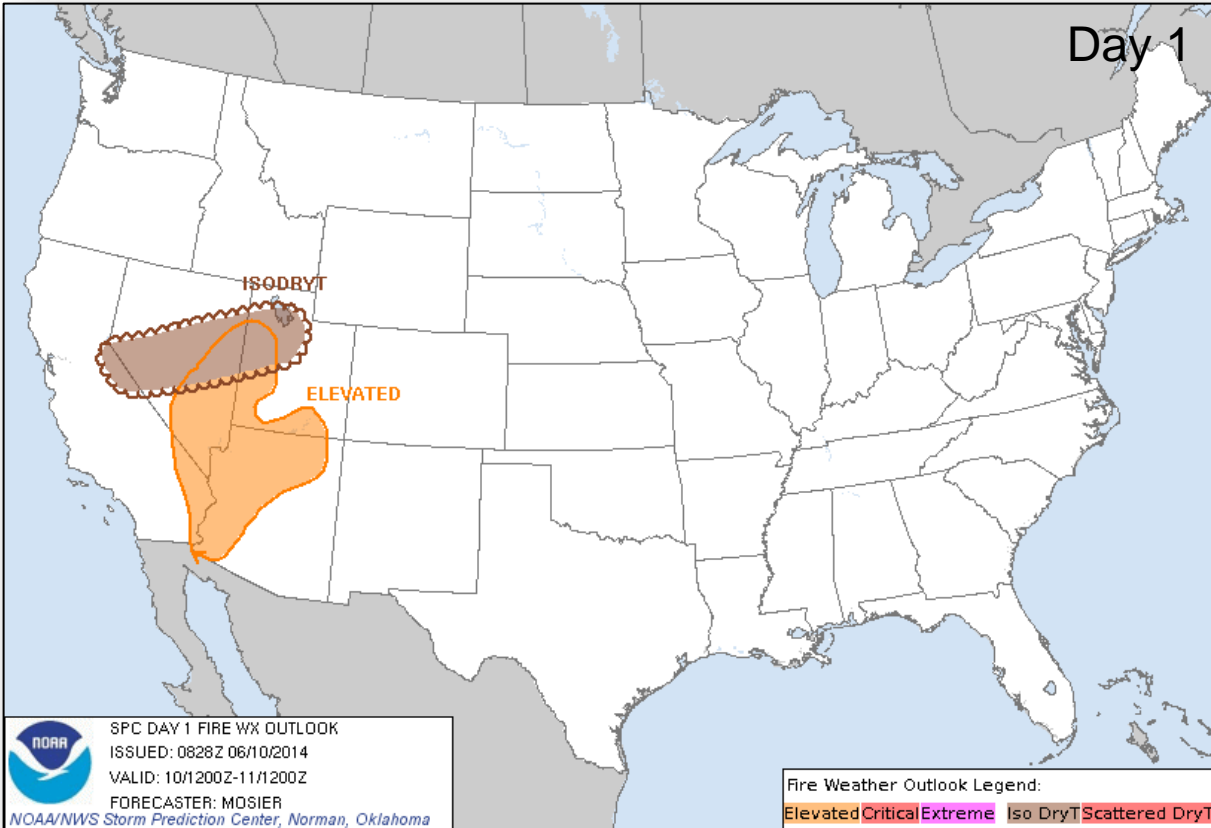 Day 1
ISODRYT
ELEVATED
NOAA
SPC DAY 1 FIRE WX OUTLOOK
ISSUED: 0828Z 06/10/2014
VALID: 10/1200Z-11/1200Z
FORECASTER: MOSIER
NOAA/NWS Storm Prediction Center, Norman, Oklahoma
Fire Weather Outlook Legend:
Elevated Critical Extreme Iso DryT Scattered DryT